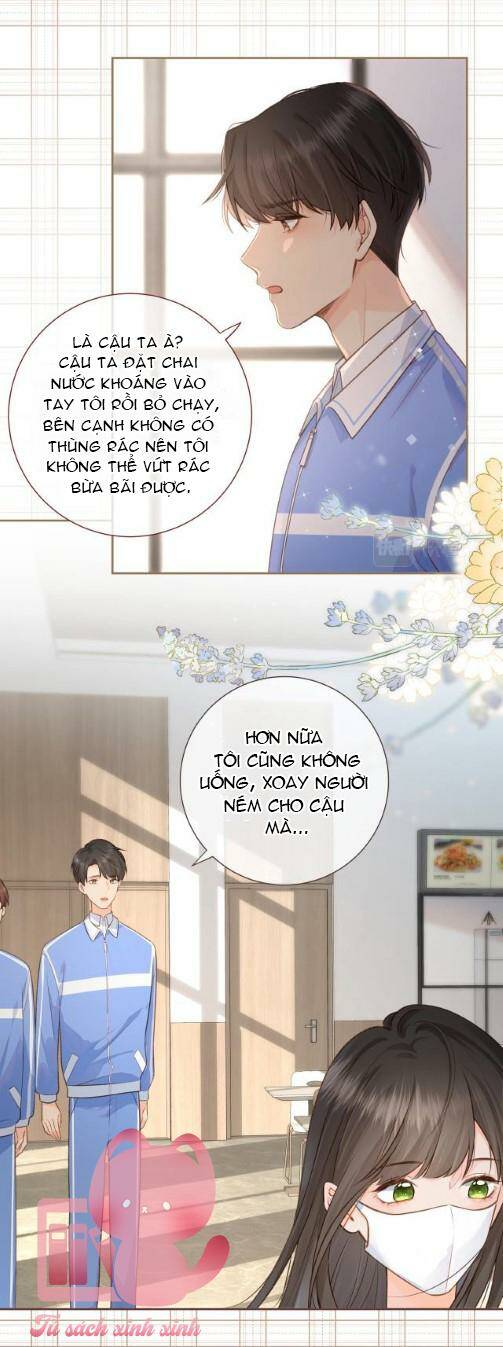 LÀ CẬU TA À?
CẬU TA ĐẶT CHAI
NƯỚC KHOÁNG VÀO
TAY TÔI RỒI BỎ CHẠY,
BÊN CẠNH KHÔNG CÓ
THÙNG RÁC NÊN TÔI
KHÔNG THỂ VỨT RÁC
BỪA BÃI ĐƯỢC.
HƠN NỮA
TÔI CŨNG KHÔNG
UỐNG, XOAY NGƯỜI
NÉM CHO CẬU
MÀ...
Tủ sách xinh xinh